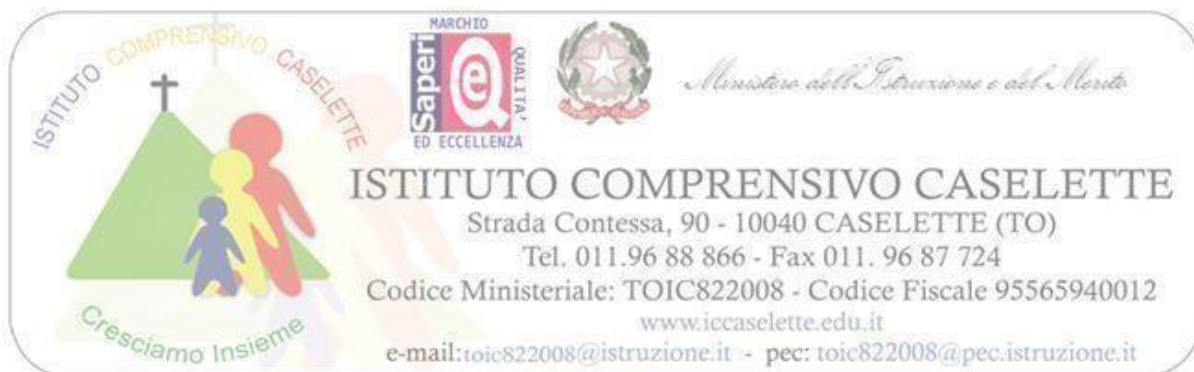 ISTITUTO COMPRENSIVO CASELETTE
Cresciamo Insieme
MARCHIO
Saperi
QUALITA'
ED ECCELLENZA
Ministero dell'Istruzione e del Merito
ISTITUTO COMPRENSIVO CASELETTE
Strada Contessa, 90 - 10040 CASELETTE (TO)
Tel. 011.96 88 866 - Fax 011. 96 87 724
Codice Ministeriale: TOIC822008 - Codice Fiscale 95565940012
www.iccaselette.edu.it
e-mail:toic822008@istruzione.it - pec: toic822008@pec.istruzione.it